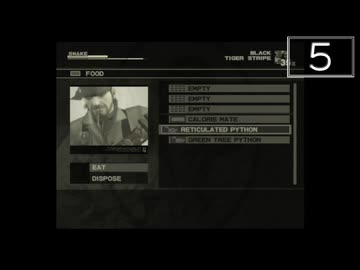 SNAKE
BLACK
TIGER STRIPE
5
FOOD
EMPTY
EMPTY
EMPTY
CALORIE MATE
RETICULATED PYTHON
GREEN TREE PYTHON
EAT
DISPOSE